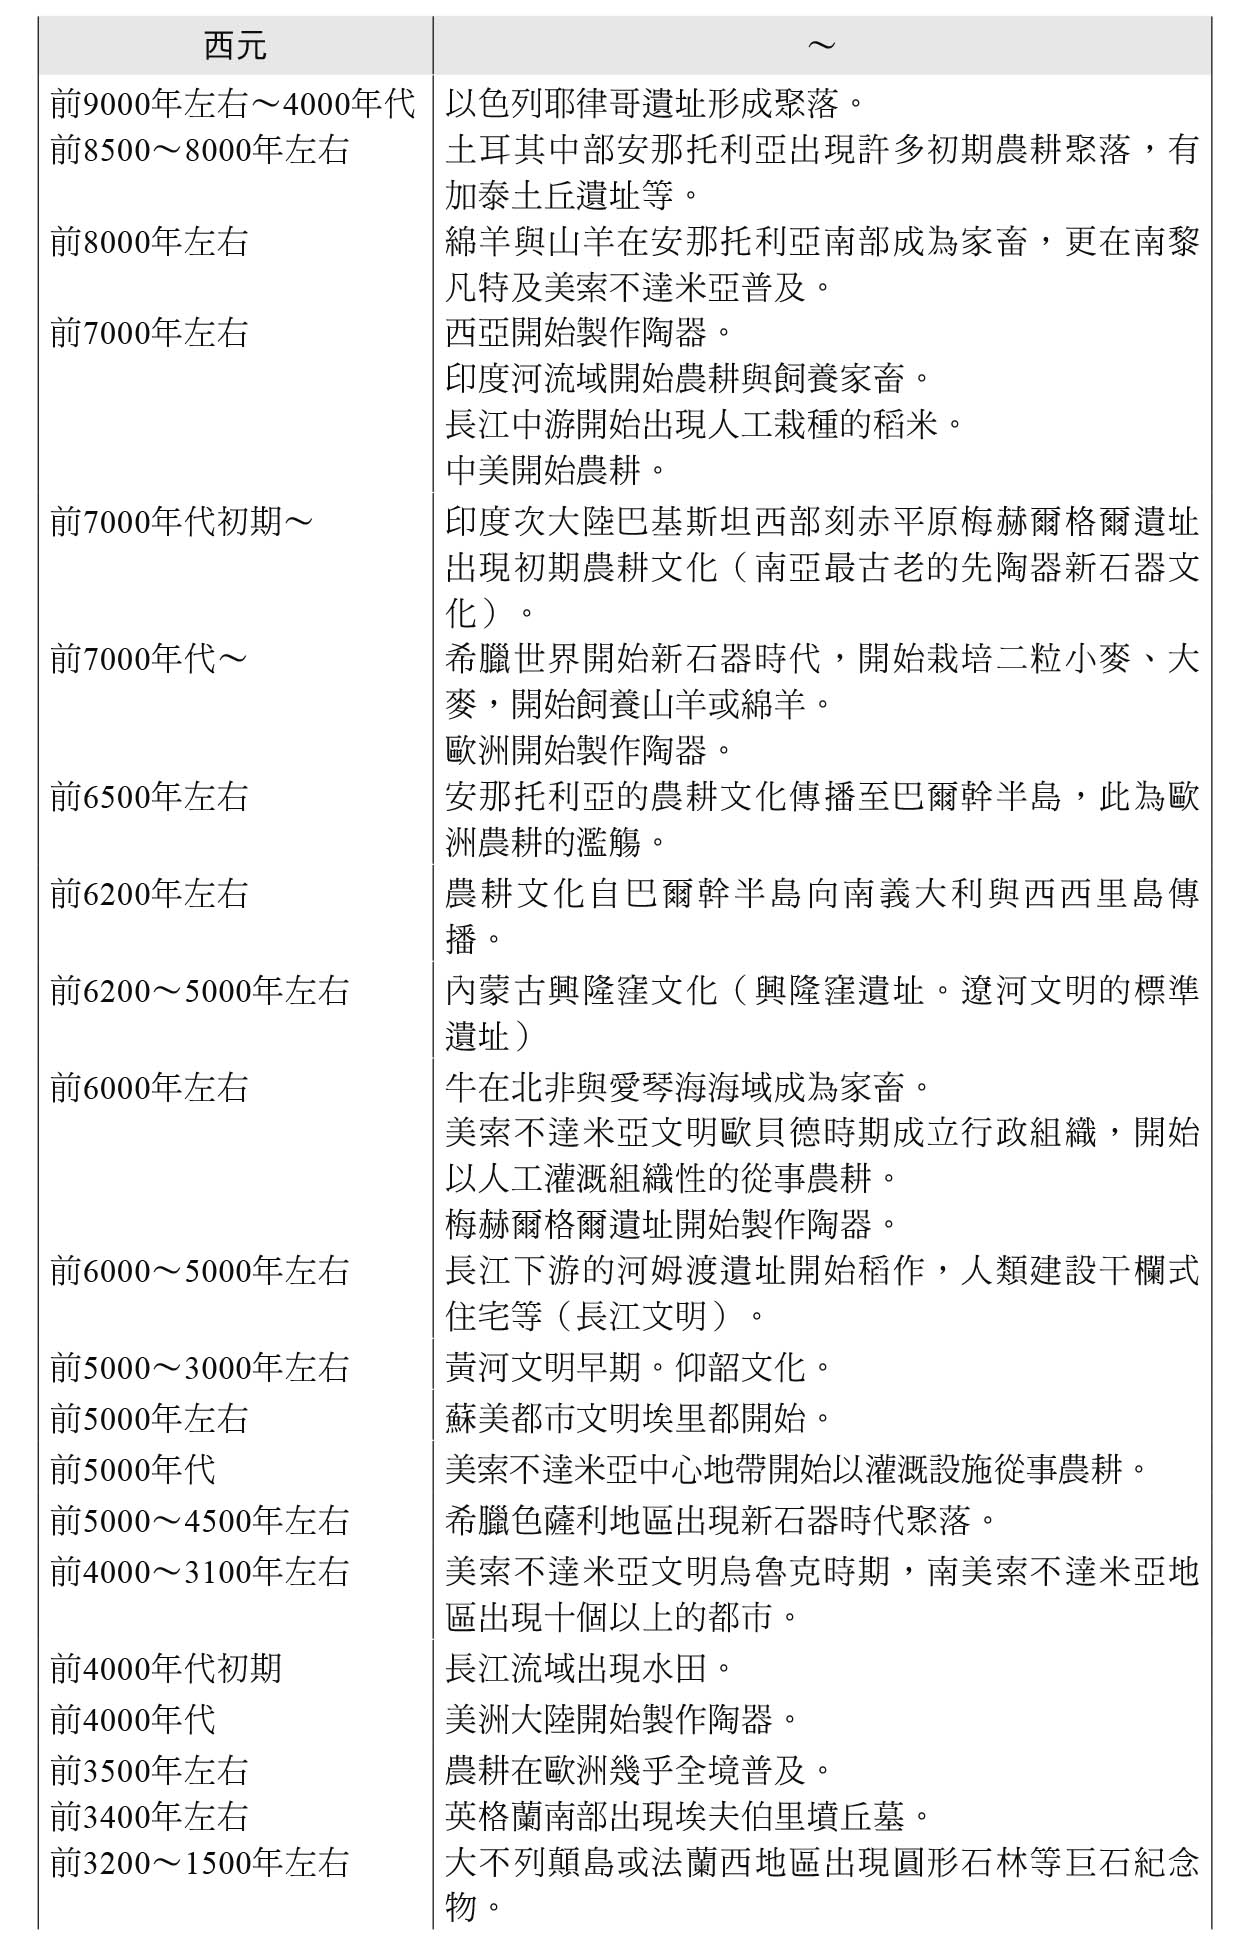 西元 ～
前9000年左右～4000年代 以色列耶律哥遺址形成聚落。
前8500～8000年左右 土耳其中部安那托利亞出現許多初期農耕聚落，有
加泰土丘遺址等。
前8000年左右 綿羊與山羊在安那托利亞南部成為家畜，更在南黎
凡特及美索不達米亞普及。
前7000年左右 西亞開始製作陶器。
印度河流域開始農耕與飼養家畜。
長江中游開始出現人工栽種的稻米。
中美開始農耕。
前7000年代初期～ 印度次大陸巴基斯坦西部刻赤平原梅赫爾格爾遺址
出現初期農耕文化（南亞最古老的先陶器新石器文
化）。
前7000年代～ 希臘世界開始新石器時代，開始栽培二粒小麥、大
麥，開始飼養山羊或綿羊。
歐洲開始製作陶器。
前6500年左右 安那托利亞的農耕文化傳播至巴爾幹半島，此為歐
洲農耕的濫觴。
前6200年左右 農耕文化自巴爾幹半島向南義大利與西西里島傳
播。
前6200～5000年左右 內蒙古興隆窪文化（興隆窪遺址。遼河文明的標準
遺址）
前6000年左右 牛在北非與愛琴海海域成為家畜。
美索不達米亞文明歐貝德時期成立行政組織，開始
以人工灌溉組織性的從事農耕。
梅赫爾格爾遺址開始製作陶器。
前6000～5000年左右 長江下游的河姆渡遺址開始稻作，人類建設干欄式
住宅等（長江文明）。
前5000～3000年左右 黃河文明早期。仰韶文化。
前5000年左右 蘇美都市文明埃里都開始。
前5000年代 美索不達米亞中心地帶開始以灌溉設施從事農耕。
前5000～4500年左右 希臘色薩利地區出現新石器時代聚落。
前4000～3100年左右 美索不達米亞文明烏魯克時期，南美索不達米亞地
區出現十個以上的都市。
前4000年代初期 長江流域出現水田。
前4000年代 美洲大陸開始製作陶器。
前3500年左右 農耕在歐洲幾乎全境普及。
前3400年左右 英格蘭南部出現埃夫伯里墳丘墓。
前3200～1500年左右 大不列顛島或法蘭西地區出現圓形石林等巨石紀念
物。